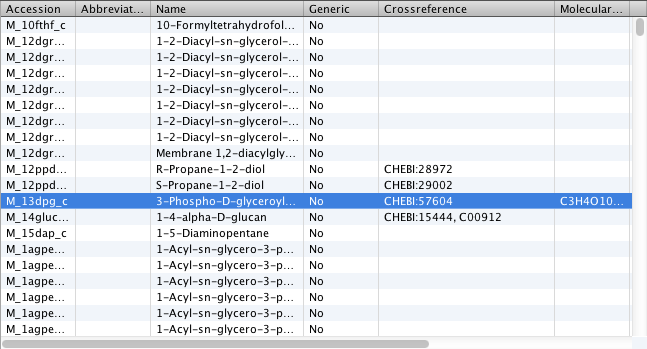 Accession Abbreviat... Name Generic Crossreference Molecular...
M_10fthf_c 10-Formyltetrahydrofol... No
M_12dgr... 1-2-Diacyl-sn-glycerol-... No
M_12dgr... 1-2-Diacyl-sn-glycerol-... No
M_12dgr... 1-2-Diacyl-sn-glycerol-... No
M_12dgr... 1-2-Diacyl-sn-glycerol-... No
M_12dgr... 1-2-Diacyl-sn-glycerol-... No
M_12dgr... 1-2-Diacyl-sn-glycerol-... No
M_12dgr... 1-2-Diacyl-sn-glycerol-... No
M_12dgr... Membrane 1,2-diacylgly... No
M_12ppd... R-Propane-1-2-diol No CHEBI:28972
M_12ppd... S-Propane-1-2-diol No CHEBI:29002
M_13dpg_c 3-Phospho-D-glyceroyl... No CHEBI:57604 C3H4O10...
M_14gluc... 1-4-alpha-D-glucan No CHEBI:15444, C00912
M_15dap_c 1-5-Diaminopentane No
M_1agpe... 1-Acyl-sn-glycero-3-p... No
M_1agpe... 1-Acyl-sn-glycero-3-p... No
M_1agpe... 1-Acyl-sn-glycero-3-p... No
M_1agpe... 1-Acyl-sn-glycero-3-p... No
M_1agpe... 1-Acyl-sn-glycero-3-p... No
M_1agpe... 1-Acyl-sn-glycero-3-p... No